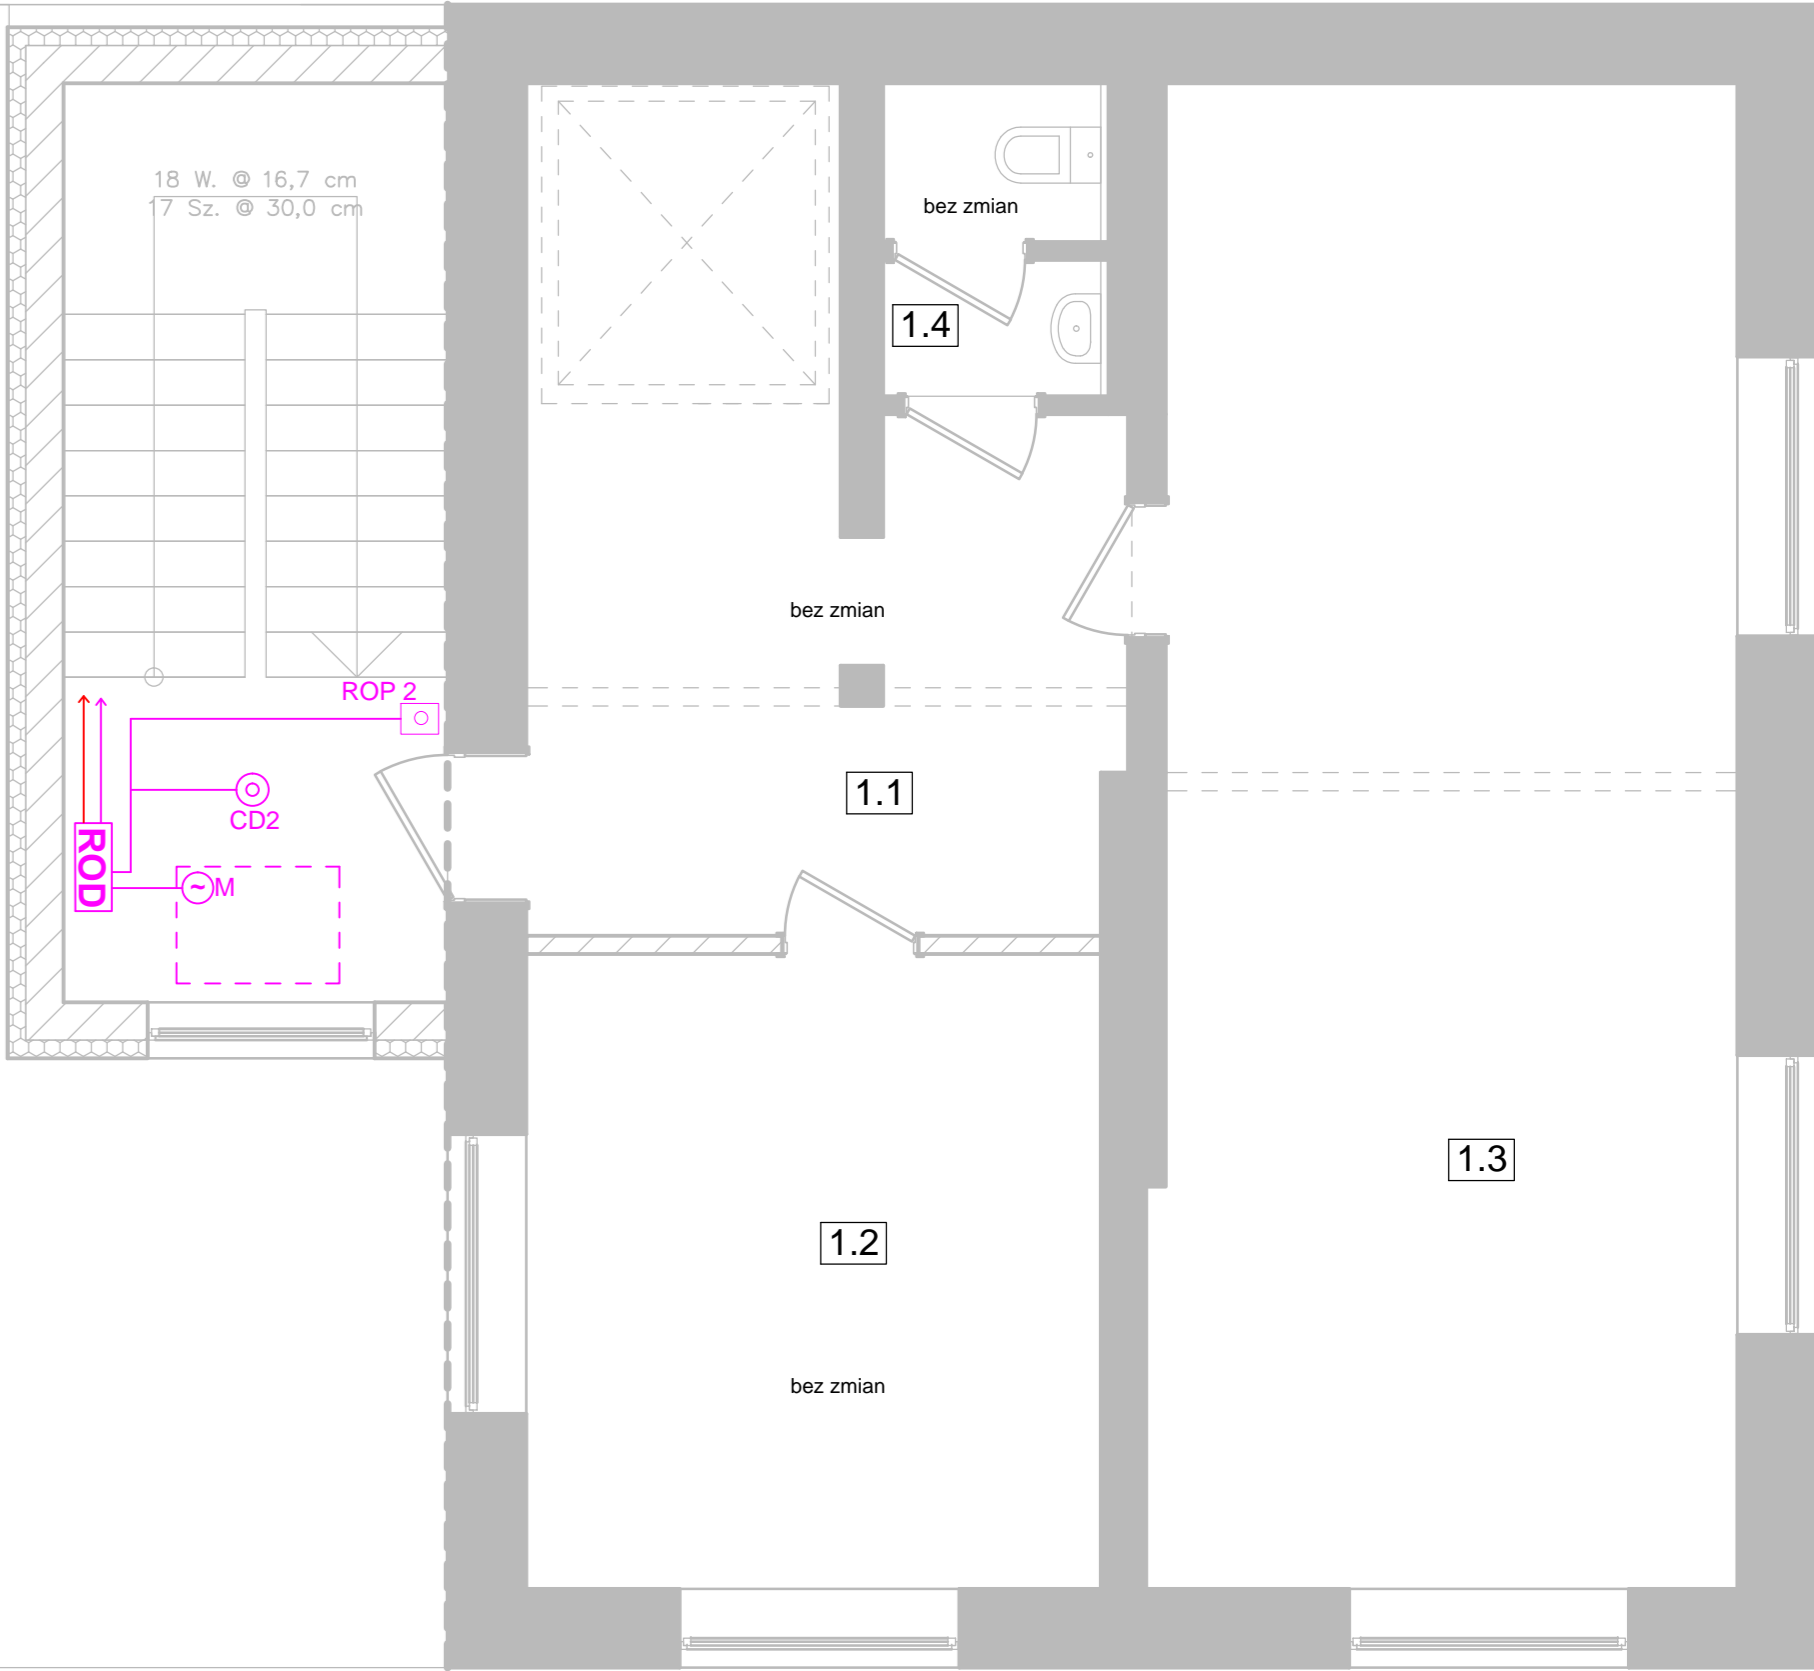 18 W. @ 16,7 cm
17 Sz. @ 30,0 cm
bez zmian
1.4
bez zmian
ROP 2
1.1
CD2
ROD
~M
1.3
1.2
bez zmian